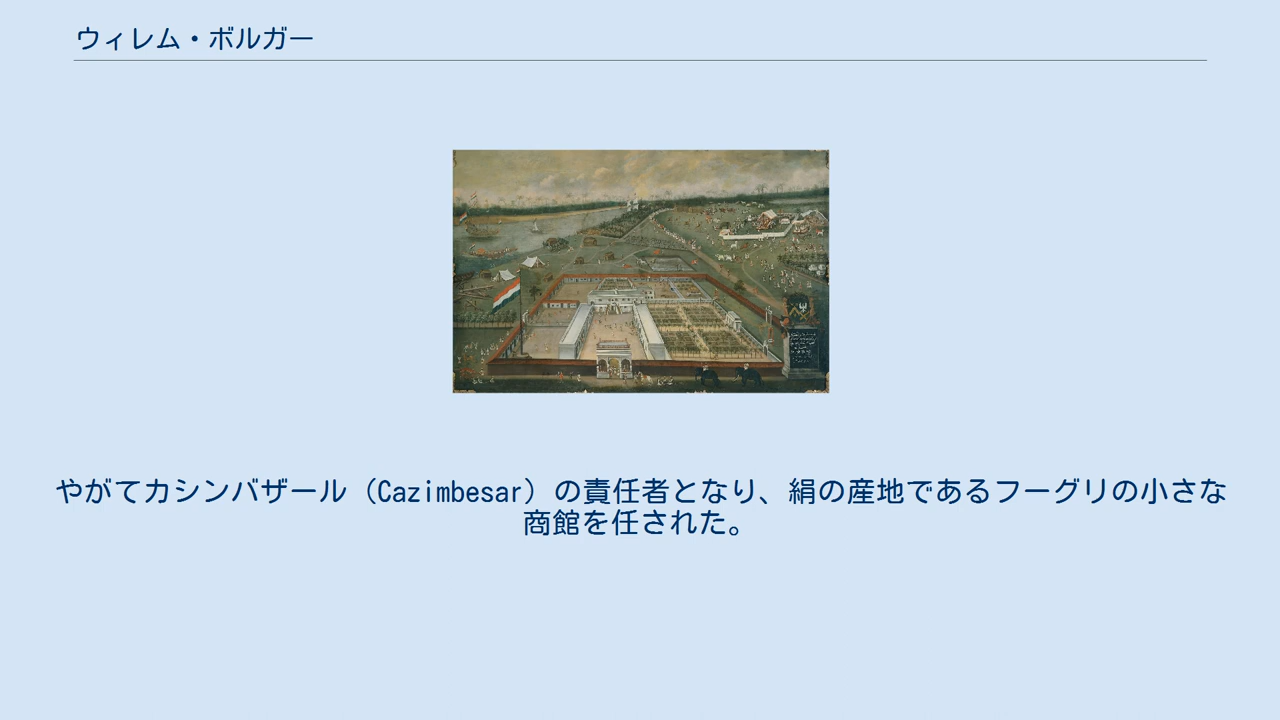 ウィレム・ボルガー
やがてカシンバザール（Cazimbesar）の責任者となり、絹の産地であるフーグリの小さな
商館を任された。